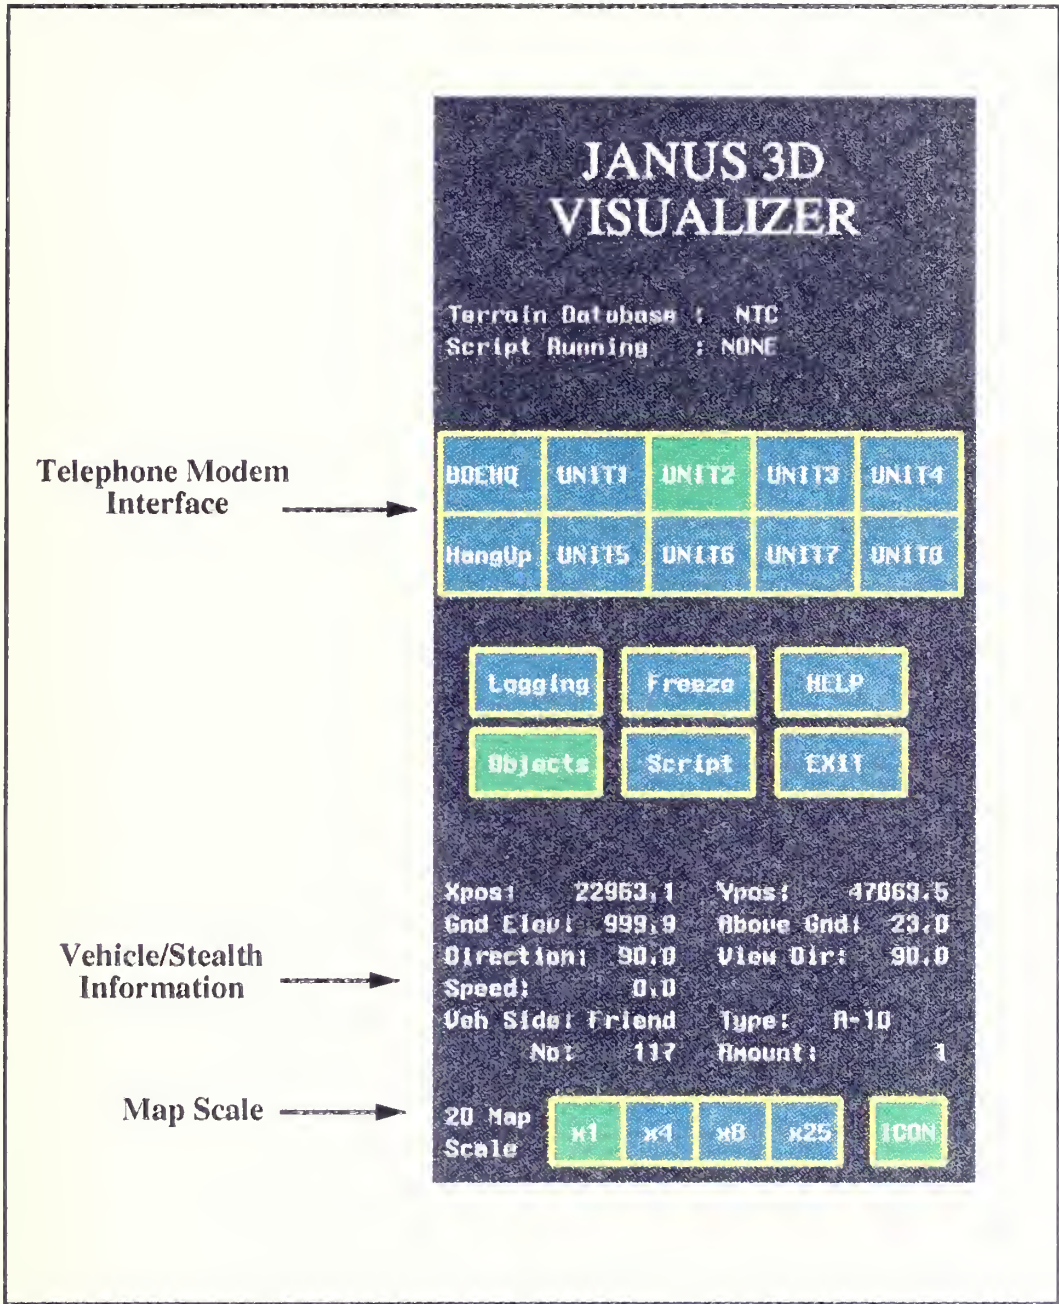 JANUS 3D
VISUALIZER
Terrain Database : NTC
Script Running : NONE
Telephone Modem
Interface
BDEHQ UNIT1 UNIT2 UNIT3 UNIT4
HangUp UNIT5 UNIT6 UNIT7 UNIT8
Logging Freeze HELP
Objects Script EXIT
Vehicle/Stealth
Information
Xpos: 22963.1 Ypos: 47063.5
Gnd Elev: 999.9 Above Gnd: 23.0
Direction: 90.0 View Dir: 90.0
Speed: 0.0
Veh Side: Friend Type: A-10
No: 117 Amount: 1
Map Scale
2D Map
Scale
x1 x4 x8 x25 ICON